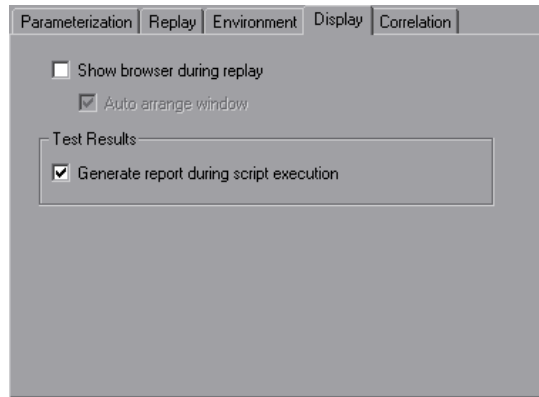 Parameterization Replay Environment Display Correlation
Show browser during replay
Auto arrange window
Test Results
Generate report during script execution